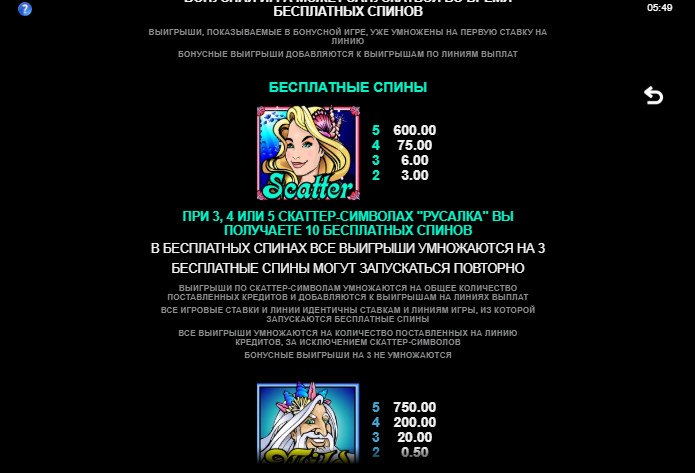 ?
05:49
БЕСПЛАТНЫХ СПИНОВ
ВЫИГРЫШИ, ПОКАЗЫВАЕМЫЕ В БОНУСНОЙ ИГРЕ, УЖЕ УМНОЖЕНЫ НА ПЕРВУЮ СТАВКУ НА
ЛИНИЮ
БОНУСНЫЕ ВЫИГРЫШИ ДОБАВЛЯЮТСЯ К ВЫИГРЫШАМ ПО ЛИНИЯМ ВЫПЛАТ
БЕСПЛАТНЫЕ СПИНЫ
Scatter
5 600.00
4 75.00
3 6.00
2 3.00
ПРИ 3, 4 ИЛИ 5 СКАТТЕР-СИМВОЛАХ "РУСАЛКА" ВЫ
ПОЛУЧАЕТЕ 10 БЕСПЛАТНЫХ СПИНОВ
В БЕСПЛАТНЫХ СПИНАХ ВСЕ ВЫИГРЫШИ УМНОЖАЮТСЯ НА 3
БЕСПЛАТНЫЕ СПИНЫ МОГУТ ЗАПУСКАТЬСЯ ПОВТОРНО
ВЫИГРЫШИ ПО СКАТТЕР-СИМВОЛАМ УМНОЖАЮТСЯ НА ОБЩЕЕ КОЛИЧЕСТВО
ПОСТАВЛЕННЫХ КРЕДИТОВ И ДОБАВЛЯЮТСЯ К ВЫИГРЫШАМ НА ЛИНИЯХ ВЫПЛАТ
ВСЕ ИГРОВЫЕ СТАВКИ И ЛИНИИ ИДЕНТИЧНЫ СТАВКАМ И ЛИНИЯМ ИГРЫ, ИЗ КОТОРОЙ
ЗАПУСКАЮТСЯ БЕСПЛАТНЫЕ СПИНЫ
ВСЕ ВЫИГРЫШИ УМНОЖАЮТСЯ НА КОЛИЧЕСТВО ПОСТАВЛЕННЫХ НА ЛИНИЮ
КРЕДИТОВ, ЗА ИСКЛЮЧЕНИЕМ СКАТТЕР-СИМВОЛОВ
БОНУСНЫЕ ВЫИГРЫШИ НА 3 НЕ УМНОЖАЮТСЯ
5 750.00
4 200.00
3 20.00
2 0.50